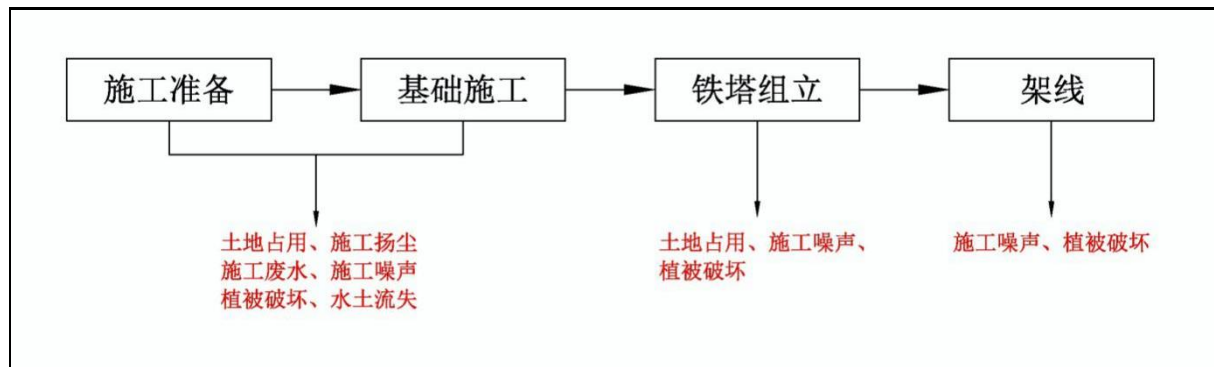 施工准备
基础施工
铁塔组立
架线
土地占用、施工扬尘
施工废水、施工噪声
植被破坏、水土流失
土地占用、施工噪声、
植被破坏
施工噪声、植被破坏